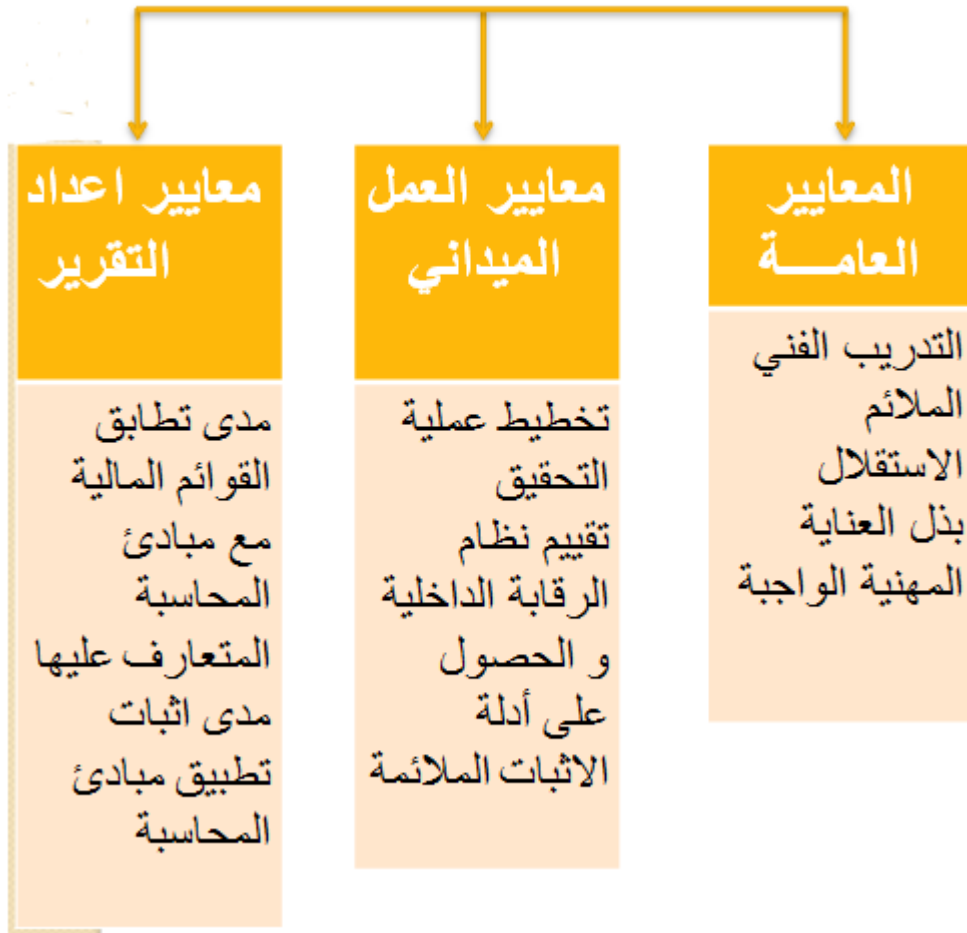 المعايير
العامــــة
التدريب الفني
الملائم
الاستقلال
بذل العناية
المهنية الواجبة
معايير العمل
الميداني
تخطيط عملية
التحقيق
تقييم نظام
الرقابة الداخلية
و الحصول
على أدلة
الاثبات الملائمة
معايير اعداد
التقرير
مدى تطابق
القوائم المالية
مع مبادئ
المحاسبة
المتعارف عليها
مدى اثبات
تطبيق مبادئ
المحاسبة